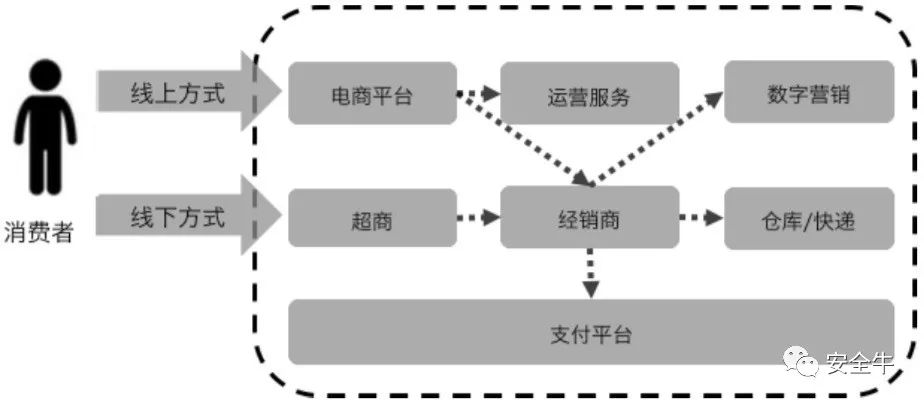 线上方式
电商平台
运营服务
数字营销
消费者
线下方式
超商
经销商
仓库/快递
支付平台
安全牛